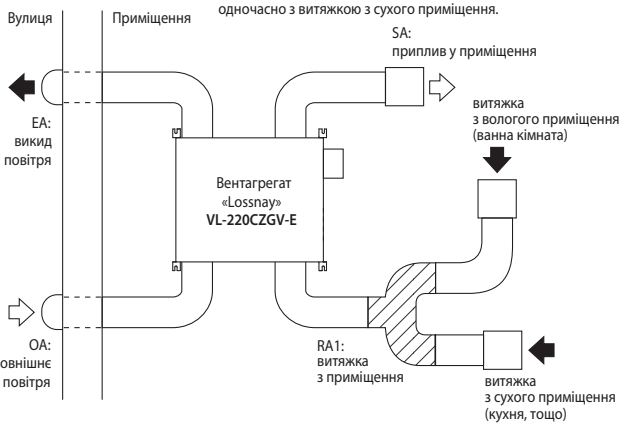 одночасно з витяжкою з сухого приміщення.
Вулиця
Приміщення
SA:
приплив у приміщення
EA:
викид
повітря
витяжка
з вологого приміщення
(ванна кімната)
Вентагрегат
«Lossnay»
VL-220CZGV-E
OA:
овнішнє
повітря
RA1:
витяжка
з приміщення
витяжка
з сухого приміщення
(кухня, тощо)